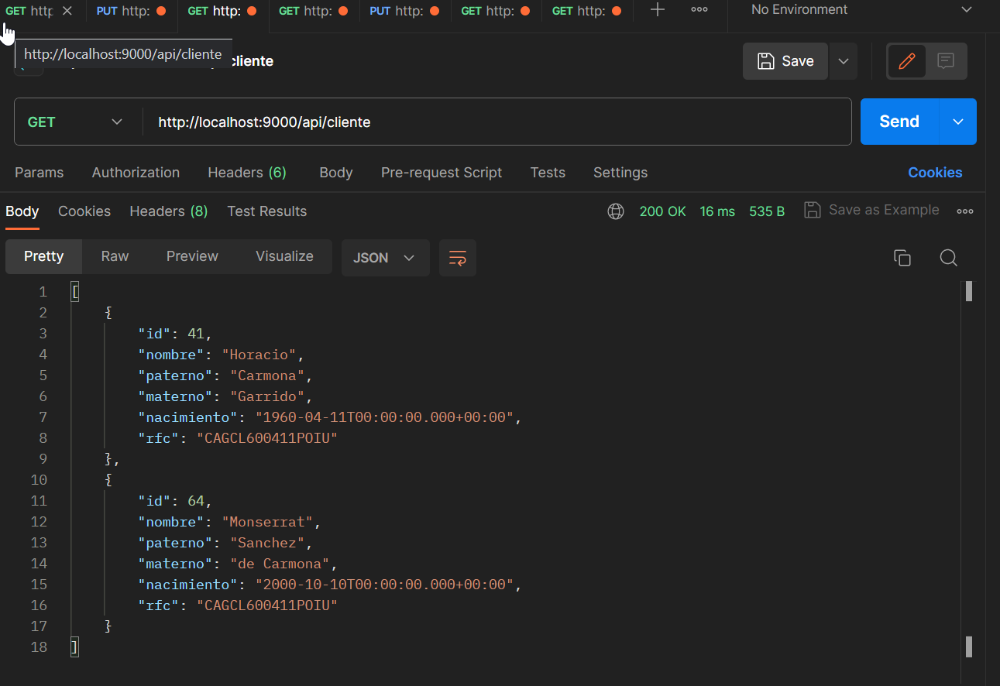 GET http PUT http: GET http: GET http: PUT http: GET http: GET http: No Environment
http://localhost:9000/api/cliente
cliente Save
GET http://localhost:9000/api/cliente Send
Params Authorization Headers (6) Body Pre-request Script Tests Settings Cookies
Body Cookies Headers (8) Test Results 200 OK 16 ms 535 B Save as Example
Pretty Raw Preview Visualize JSON
1 [
2 {
3 "id": 41,
4 "nombre": "Horacio",
5 "paterno": "Carmona",
6 "materno": "Garrido",
7 "nacimiento": "1960-04-11T00:00:00.000+00:00",
8 "rfc": "CAGCL600411POIU"
9 },
10 {
11 "id": 64,
12 "nombre": "Monserrat",
13 "paterno": "Sanchez",
14 "materno": "de Carmona",
15 "nacimiento": "2000-10-10T00:00:00.000+00:00",
16 "rfc": "CAGCL600411POIU"
17 }
18 ]